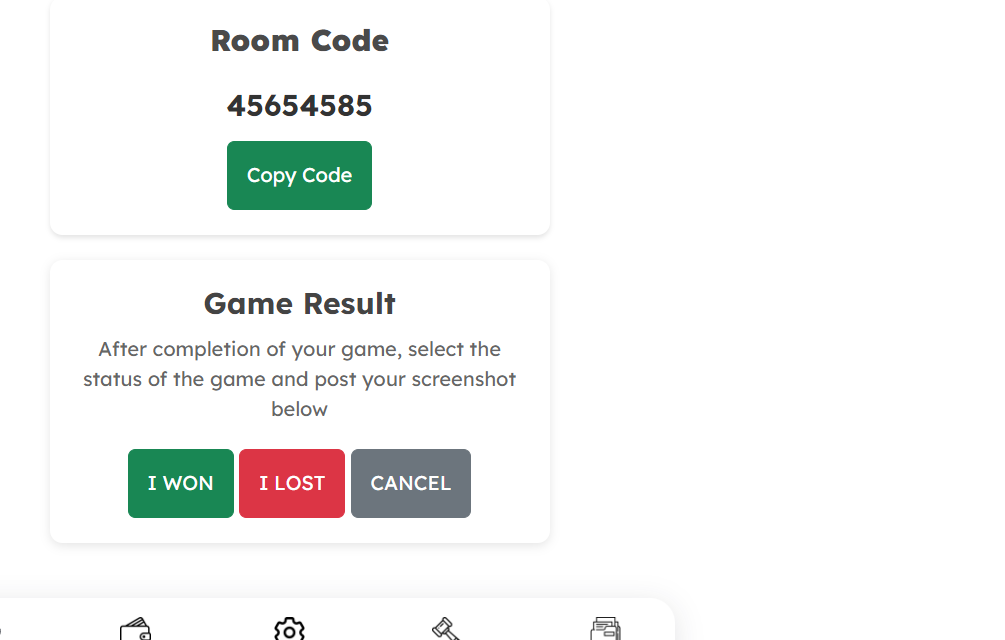 Room Code
45654585
Copy Code
Game Result
After completion of your game, select the
status of the game and post your screenshot
below
I WON
I LOST
CANCEL